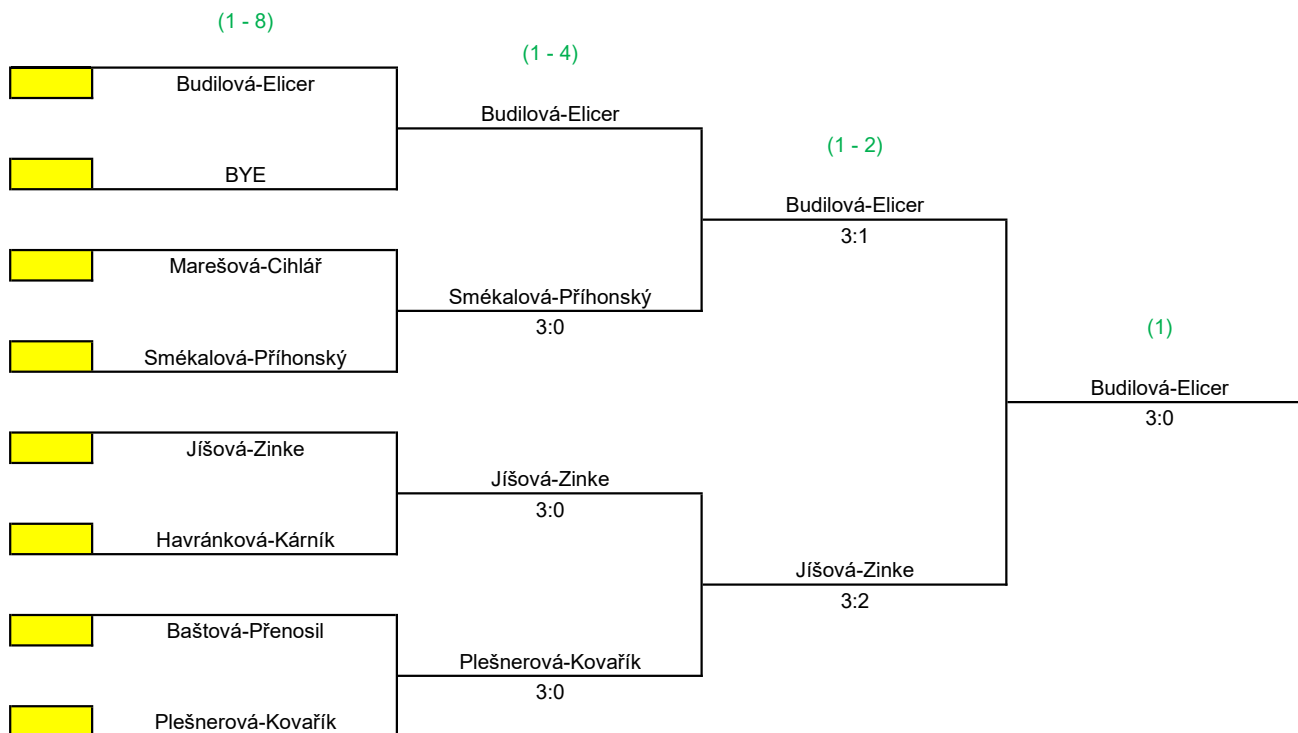 (1 - 8)
(1 - 4)
Budilová-Elicer
Budilová-Elicer
(1 - 2)
BYE
Budilová-Elicer
3:1
Marešová-Cihlář
Smékalová-Příhonský
3:0
(1)
Smékalová-Příhonský
Budilová-Elicer
3:0
Jíšová-Zinke
Jíšová-Zinke
3:0
Havránková-Kárník
Jíšová-Zinke
3:2
Baštová-Přenosil
Plešnerová-Kovařík
3:0
Plešnerová-Kovařík